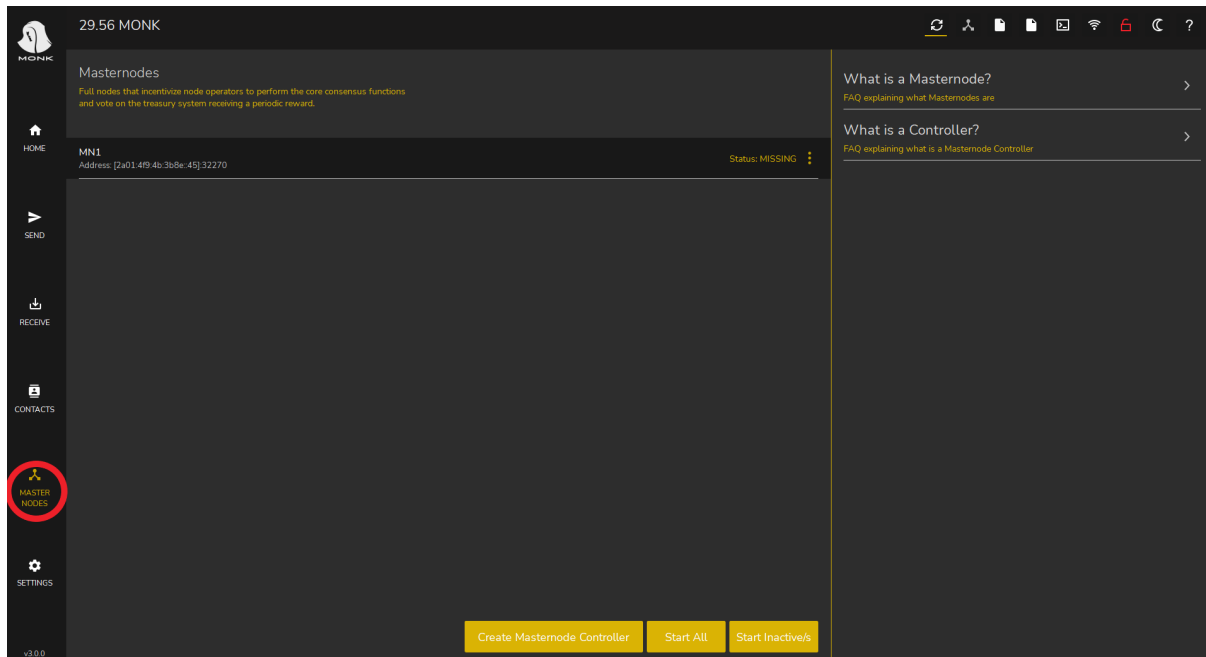 MONK
29.56 MONK
?
HOME
SEND
RECEIVE
CONTACTS
MASTER
NODES
SETTINGS
v3.0.0
Masternodes
Full nodes that incentivize node operators to perform the core consensus functions
and vote on the treasury system receiving a periodic reward.
MN1
Address: [2a01:4f9:4b:3b8e::45]:32270
Status: MISSING
Create Masternode Controller
Start All
Start Inactive/s
What is a Masternode?
FAQ explaining what Masternodes are
What is a Controller?
FAQ explaining what is a Masternode Controller